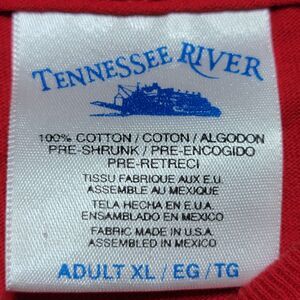 TENNESSEE RIVER
100% COTTON / COTON / ALGODON
PRE-SHRUNK / PRE-ENCOGIDO
PRE-RETRECI
TISSU FABRIQUE AUX E.U.
ASSEMBLE AU MEXIQUE
TELA HECHA EN E.U.A.
ENSAMBLADO EN MEXICO
FABRIC MADE IN U.S.A.
ASSEMBLED IN MEXICO
ADULT XL / EG / TG